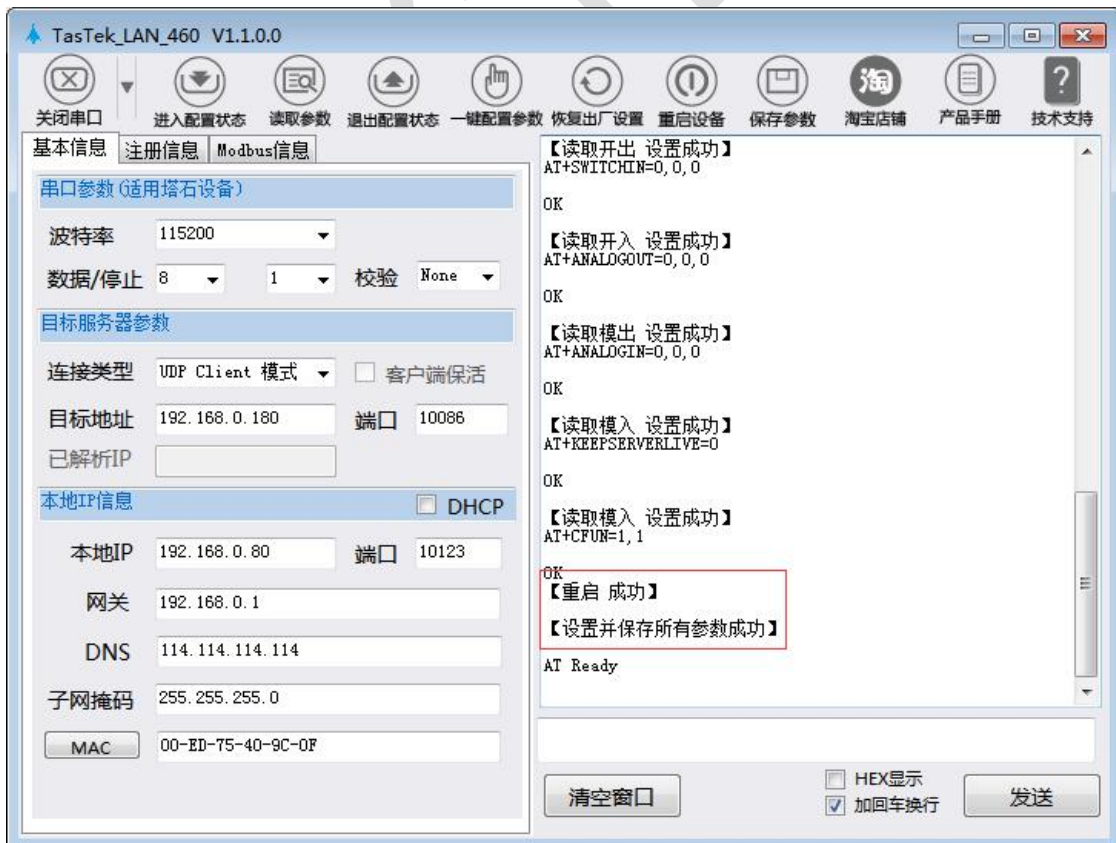 TasTek_LAN_460 V1.1.0.0
关闭串口 进入配置状态 读取参数 退出配置状态 一键配置参数 恢复出厂设置 重启设备 保存参数 淘宝店铺 产品手册 技术支持
淘
基本信息 注册信息 Modbus信息
串口参数(适用塔石设备)
波特率 115200
数据/停止 8 1 校验 None
目标服务器参数
连接类型 UDP Client 模式 客户端保活
目标地址 192.168.0.180 端口 10086
已解析IP
本地IP信息 DHCP
本地IP 192.168.0.80 端口 10123
网关 192.168.0.1
DNS 114.114.114.114
子网掩码 255.255.255.0
MAC 00-ED-75-40-9C-0F
【读取开出 设置成功】
AT+SWITCHIN=0,0,0
OK
【读取开入 设置成功】
AT+ANALOGOUT=0,0,0
OK
【读取模出 设置成功】
AT+ANALOGIN=0,0,0
OK
【读取模入 设置成功】
AT+KEEPSERVERLIVE=0
OK
【读取模入 设置成功】
AT+CFUN=1,1
OK
【重启 成功】
【设置并保存所有参数成功】
AT Ready
清空窗口 HEX显示
加回车换行 发送